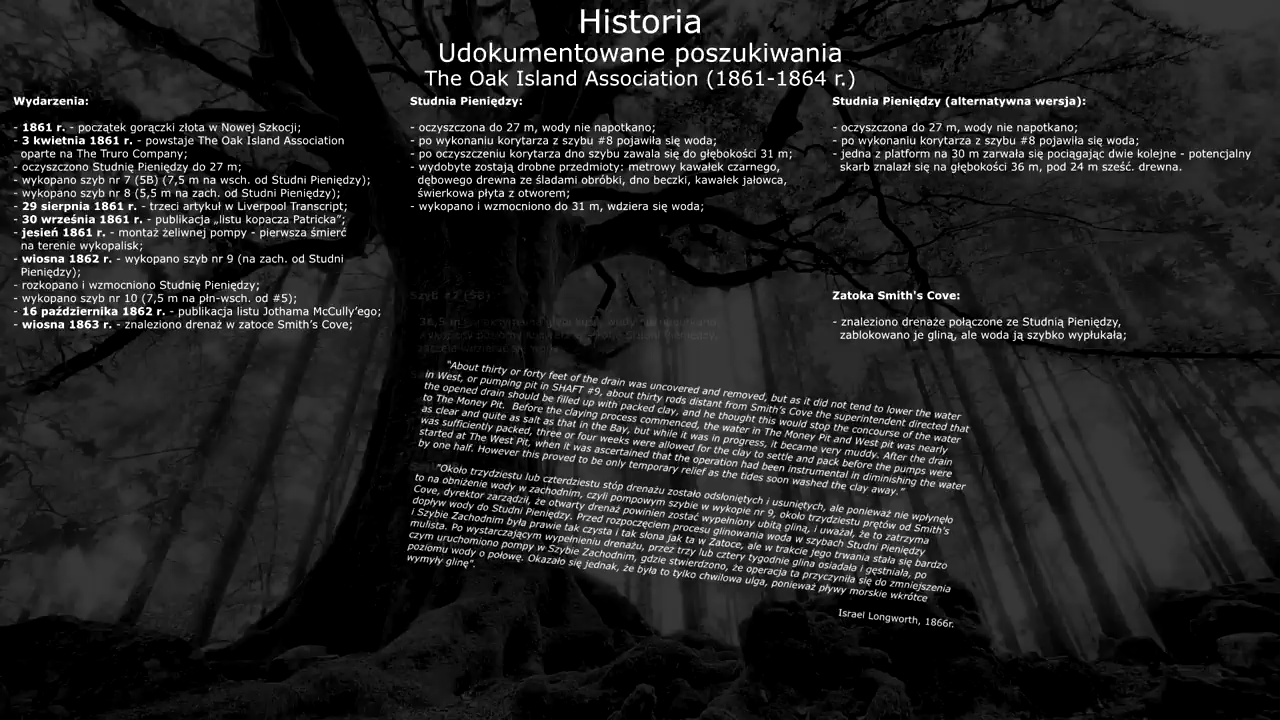 Historia
Udokumentowane poszukiwania
The Oak Island Association (1861-1864 r.)
Wydarzenia:
- 1861 r. - początek gorączki złota w Nowej Szkocji;
- 3 kwietnia 1861 r. - powstaje The Oak Island Association
oparte na The Truro Company;
- oczyszczono Studnię Pieniędzy do 27 m;
- wykopano szyb nr 7 (5B) (7,5 m na wsch. od Studni Pieniędzy);
- wykopano szyb nr 8 (5,5 m na zach. od Studni Pieniędzy);
- 29 sierpnia 1861 r. - trzeci artykuł w Liverpool Transcript;
- 30 września 1861 r. - publikacja „listu kopacza Patricka”;
- jesień 1861 r. - montaż żeliwnej pompy - pierwsza śmierć
na terenie wykopalisk;
- wiosna 1862 r. - wykopano szyb nr 9 (na zach. od Studni
Pieniędzy);
- rozkopano i wzmocniono Studnię Pieniędzy;
- wykopano szyb nr 10 (7,5 m na płn-wsch. od #5);
- 16 października 1862 r. - publikacja listu Jothama McCully’ego;
- wiosna 1863 r. - znaleziono drenaż w zatoce Smith’s Cove;
Studnia Pieniędzy:
- oczyszczona do 27 m, wody nie napotkano;
- po wykonaniu korytarza z szybu #8 pojawiła się woda;
- po oczyszczeniu korytarza dno szybu zawala się do głębokości 31 m;
- wydobyte zostają drobne przedmioty: metrowy kawałek czarnego,
dębowego drewna ze śladami obróbki, dno beczki, kawałek jałowca,
świerkowa płyta z otworem;
- wykopano i wzmocniono do 31 m, wdziera się woda;
Studnia Pieniędzy (alternatywna wersja):
- oczyszczona do 27 m, wody nie napotkano;
- po wykonaniu korytarza z szybu #8 pojawiła się woda;
- jedna z platform na 30 m zarwała się pociągając dwie kolejne - potencjalny
skarb znalazł się na głębokości 36 m, pod 24 m sześć. drewna.
Szyb #7 (5B)
Zatoka Smith's Cove:
- znaleziono drenaże połączone ze Studnią Pieniędzy,
zablokowano je gliną, ale woda ją szybko wypłukała;
"About thirty or forty feet of the drain was uncovered and removed, but as it did not tend to lower the water
in West, or pumping pit in SHAFT #9, about thirty rods distant from Smith’s Cove the superintendent directed that
the opened drain should be filled up with packed clay, and he thought this would stop the concourse of the water
to The Money Pit. Before the claying process commenced, the water in The Money Pit and West pit was nearly
as clear and quite as salt as that in the Bay, but while it was in progress, it became very muddy. After the drain
was sufficiently packed, three or four weeks were allowed for the clay to settle and pack before the pumps were
started at The West Pit, when it was ascertained that the operation had been instrumental in diminishing the water
by one half. However this proved to be only temporary relief as the tides soon washed the clay away.”
"Około trzydziestu lub czterdziestu stóp drenażu zostało odsłoniętych i usuniętych, ale ponieważ nie wpłynęło
to na obniżenie wody w zachodnim, czyli pompowym szybie w wykopie nr 9, około trzydziestu prętów od Smith’s
Cove, dyrektor zarządził, że otwarty drenaż powinien zostać wypełniony ubitą gliną, i uważał, że to zatrzyma
dopływ wody do Studni Pieniędzy. Przed rozpoczęciem procesu glinowania woda w szybach Studni Pieniędzy
i Szybie Zachodnim była prawie tak czysta i tak słona jak ta w Zatoce, ale w trakcie jego trwania stała się bardzo
mulista. Po wystarczającym wypełnieniu drenażu, przez trzy lub cztery tygodnie glina osiadała i gęstniała, po
czym uruchomiono pompy w Szybie Zachodnim, gdzie stwierdzono, że operacja ta przyczyniła się do zmniejszenia
poziomu wody o połowę. Okazało się jednak, że była to tylko chwilowa ulga, ponieważ pływy morskie wkrótce
wymyły glinę”.
Israel Longworth, 1866r.